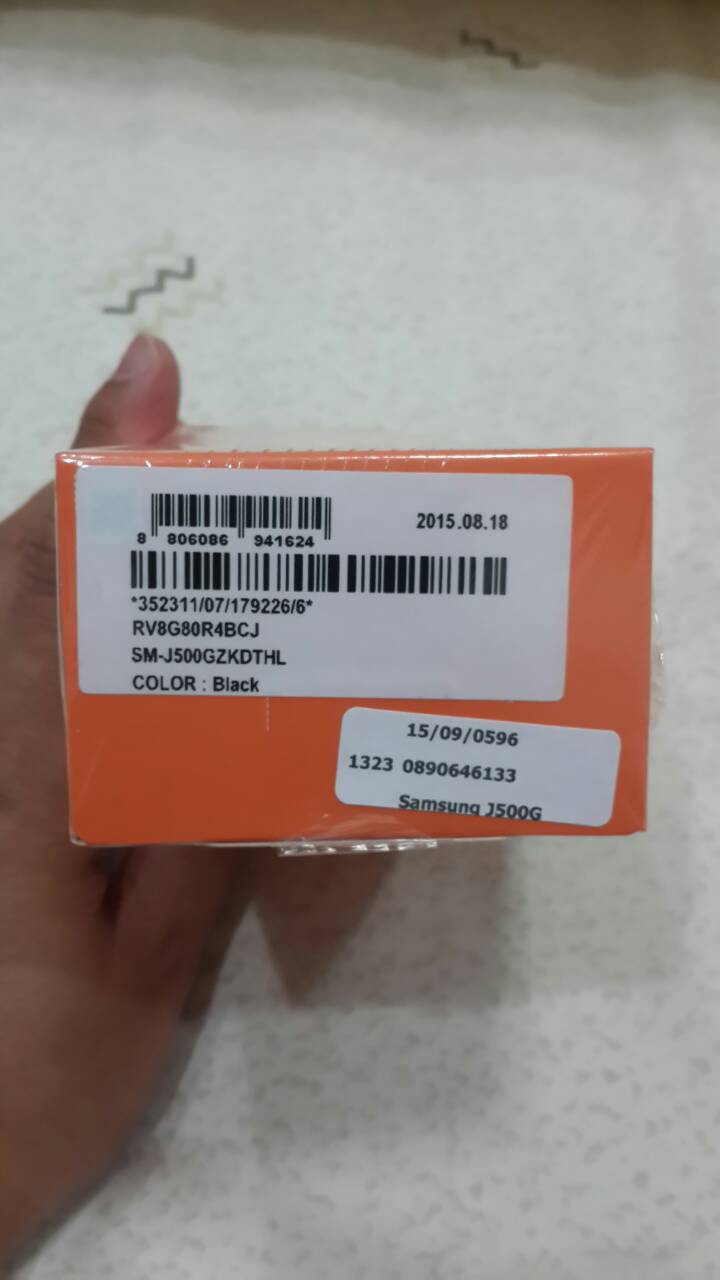 2015.08.18
8 806086 941624
*352311/07/179226/6*
RV8G80R4BCJ
SM-J500GZKDTHL
COLOR : Black
15/09/0596
1323 0890646133
Samsung J500G